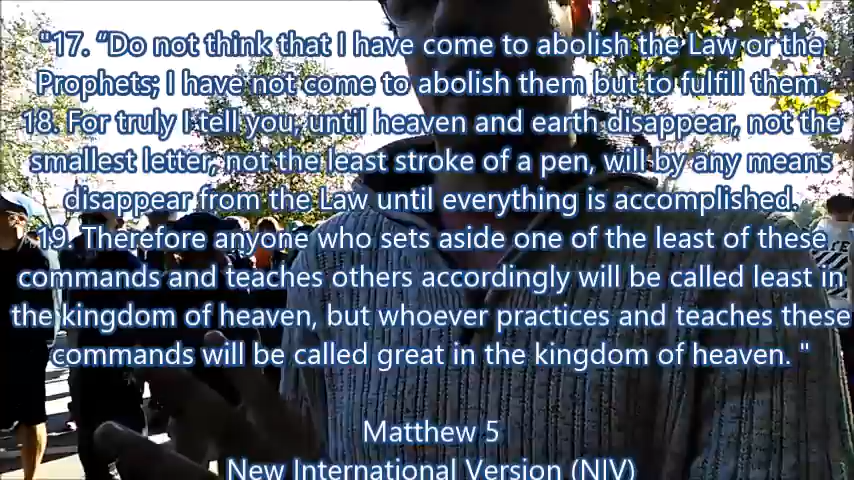 "17. “Do not think that I have come to abolish the Law or the
Prophets; I have not come to abolish them but to fulfill them.
18. For truly I tell you, until heaven and earth disappear, not the
smallest letter, not the least stroke of a pen, will by any means
disappear from the Law until everything is accomplished.
19. Therefore anyone who sets aside one of the least of these
commands and teaches others accordingly will be called least in
the kingdom of heaven, but whoever practices and teaches these
commands will be called great in the kingdom of heaven. "
Matthew 5
New International Version (NIV)